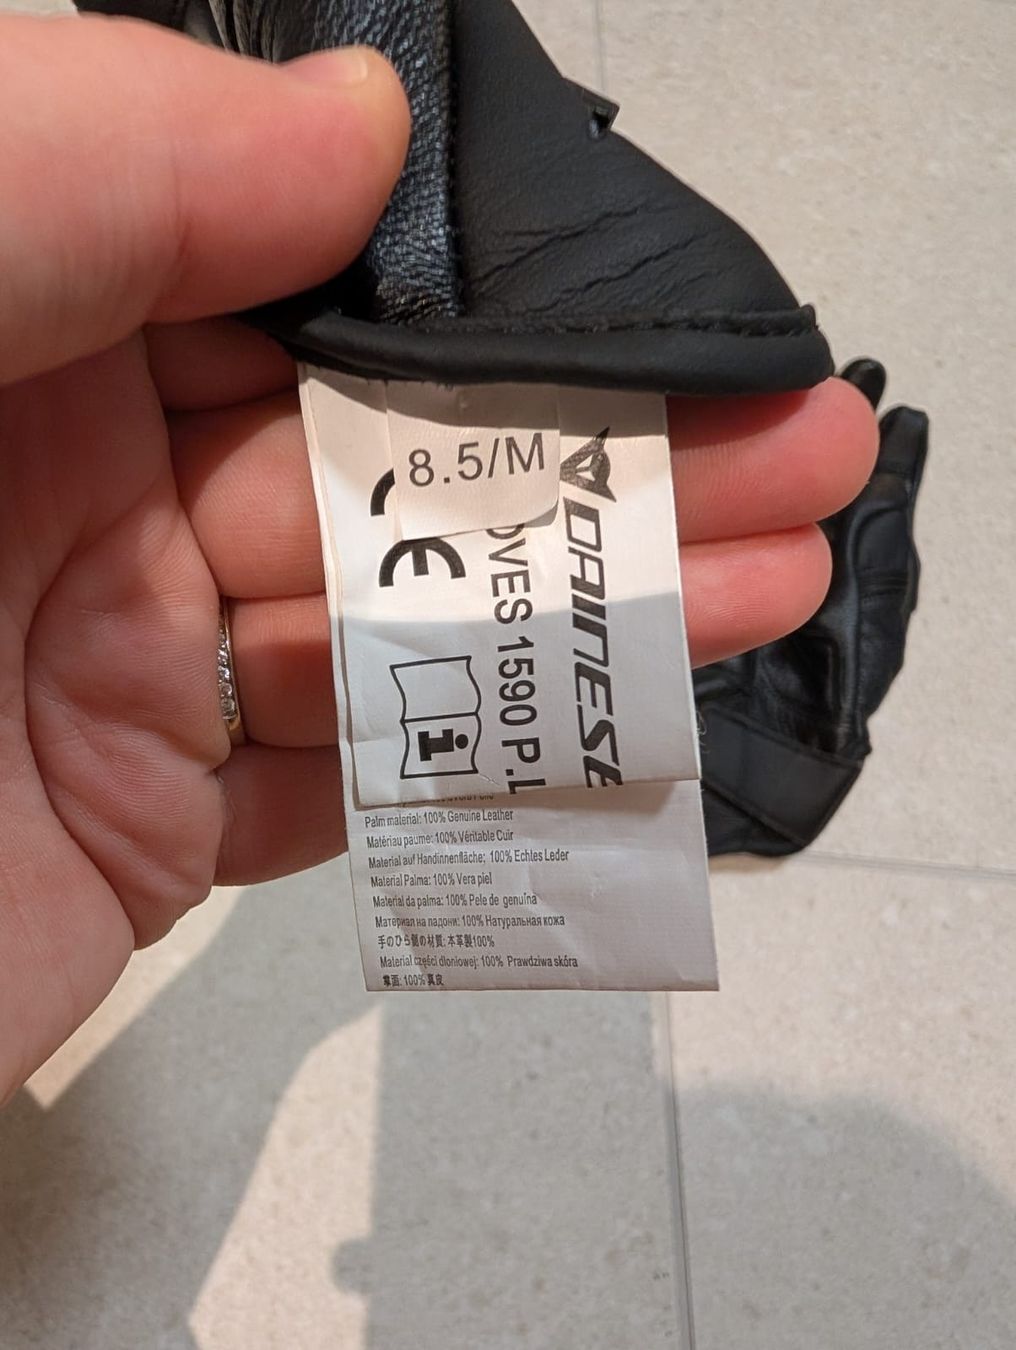 8.5/M
CE
DAINESE
OVES 1590 P.L
i
Palm material: 100% Genuine Leather
Matériau paume: 100% Véritable Cuir
Material auf Handinnenfläche: 100% Echtes Leder
Material Palma: 100% Vera piel
Material da palma: 100% Pele de genuína
Материал на ладони: 100% Натуральная кожа
手のひら側の材質: 本革製100%
Materiał części dłoniowej: 100% Prawdziwa skóra
掌面: 100% 真皮